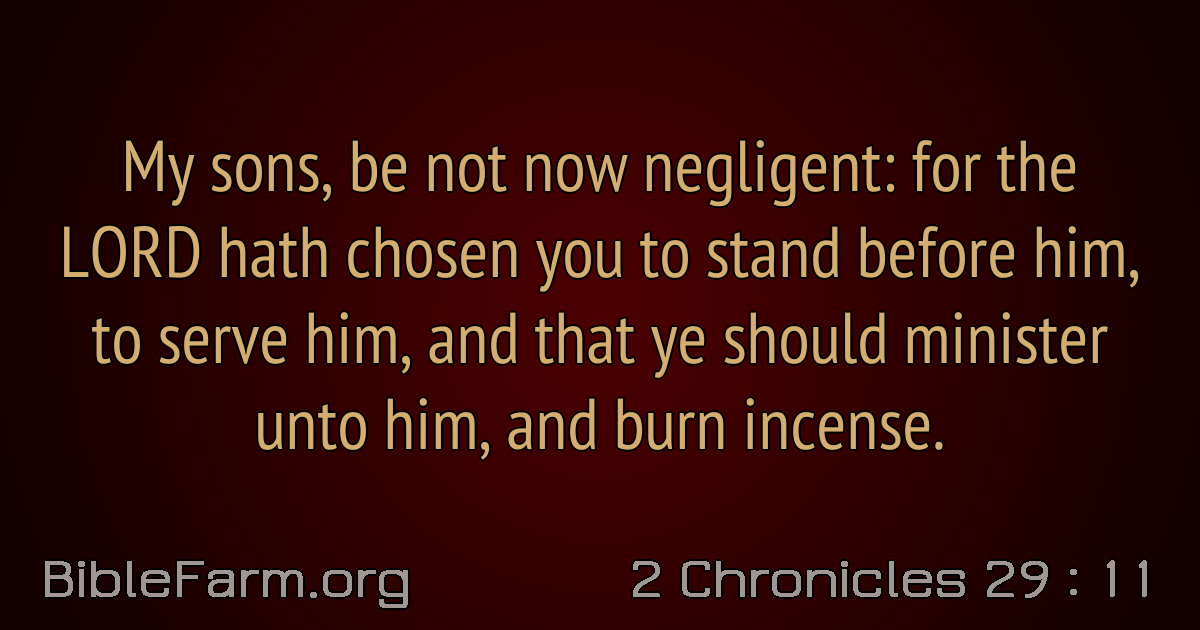 My sons, be not now negligent: for the
LORD hath chosen you to stand before him,
to serve him, and that ye should minister
unto him, and burn incense.
BibleFarm.org
2 Chronicles 29 : 11